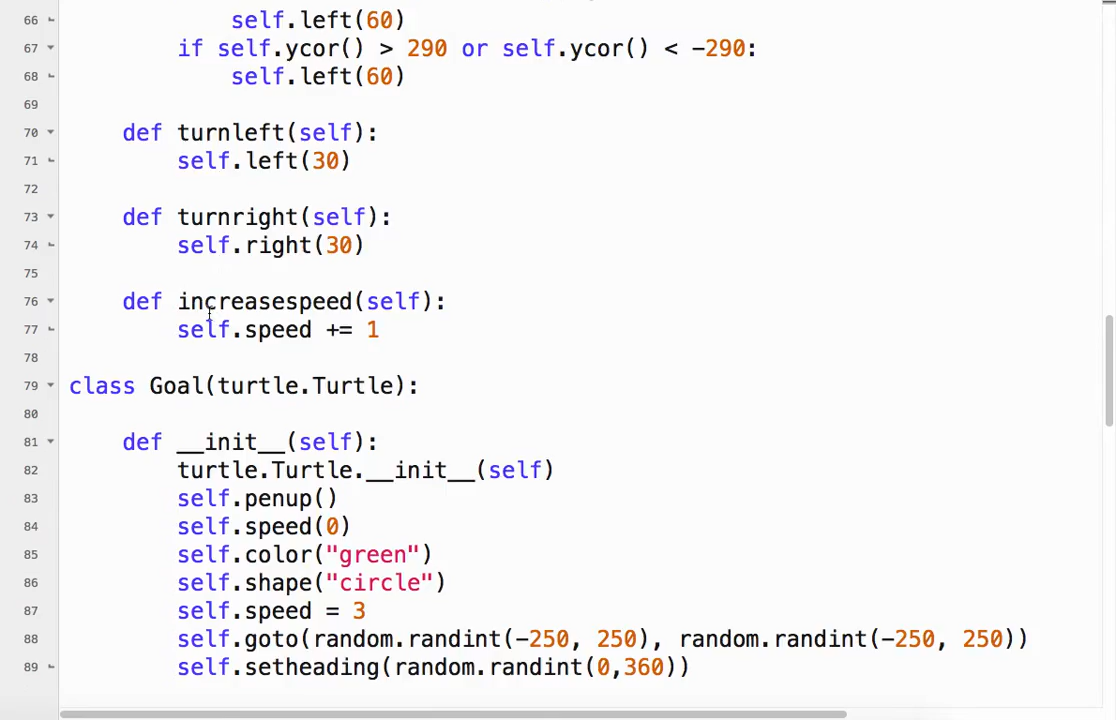 66 self.left(60)
67 if self.ycor() > 290 or self.ycor() < -290:
68 self.left(60)
69
70 def turnleft(self):
71 self.left(30)
72
73 def turnright(self):
74 self.right(30)
75
76 def increasespeed(self):
77 self.speed += 1
78
79 class Goal(turtle.Turtle):
80
81 def __init__(self):
82 turtle.Turtle.__init__(self)
83 self.penup()
84 self.speed(0)
85 self.color("green")
86 self.shape("circle")
87 self.speed = 3
88 self.goto(random.randint(-250, 250), random.randint(-250, 250))
89 self.setheading(random.randint(0,360))